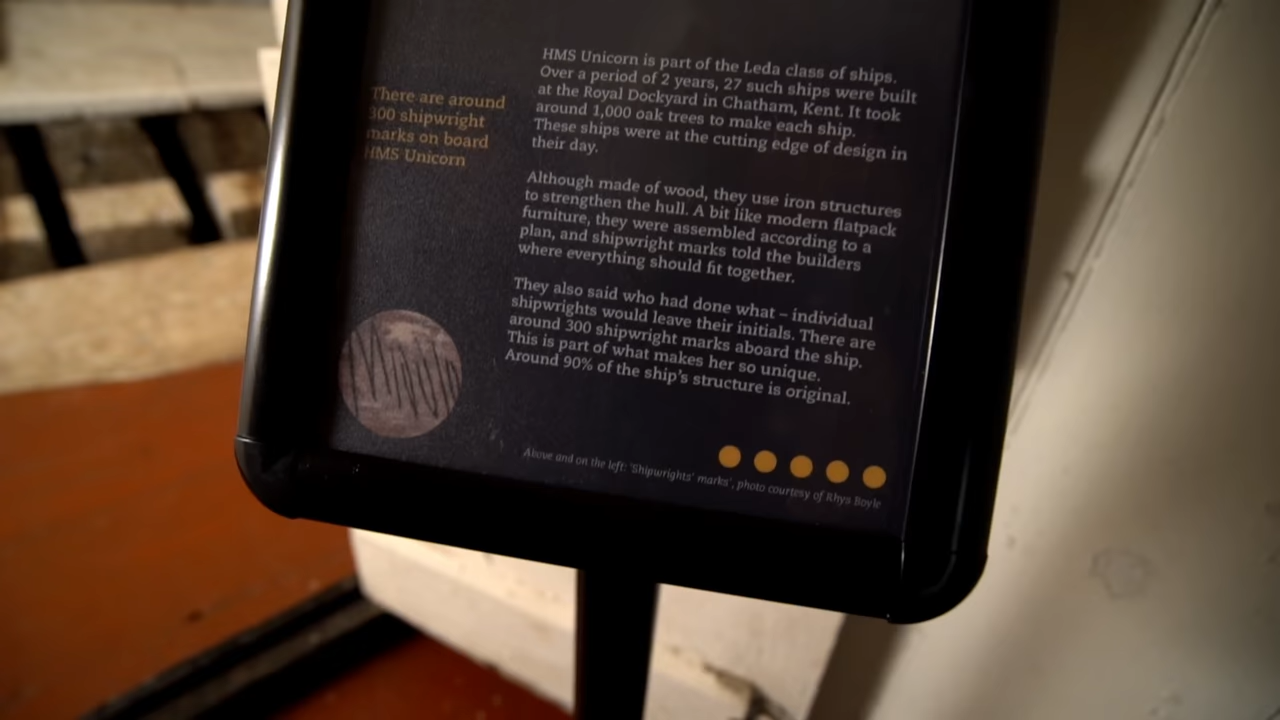 There are around
300 shipwright
marks on board
HMS Unicorn
HMS Unicorn is part of the Leda class of ships.
Over a period of 2 years, 27 such ships were built
at the Royal Dockyard in Chatham, Kent. It took
around 1,000 oak trees to make each ship.
These ships were at the cutting edge of design in
their day.
Although made of wood, they use iron structures
to strengthen the hull. A bit like modern flatpack
furniture, they were assembled according to a
plan, and shipwright marks told the builders
where everything should fit together.
They also said who had done what – individual
shipwrights would leave their initials. There are
around 300 shipwright marks aboard the ship.
This is part of what makes her so unique.
Around 90% of the ship's structure is original.
Above and on the left: 'Shipwrights' marks', photo courtesy of Rhys Boyle